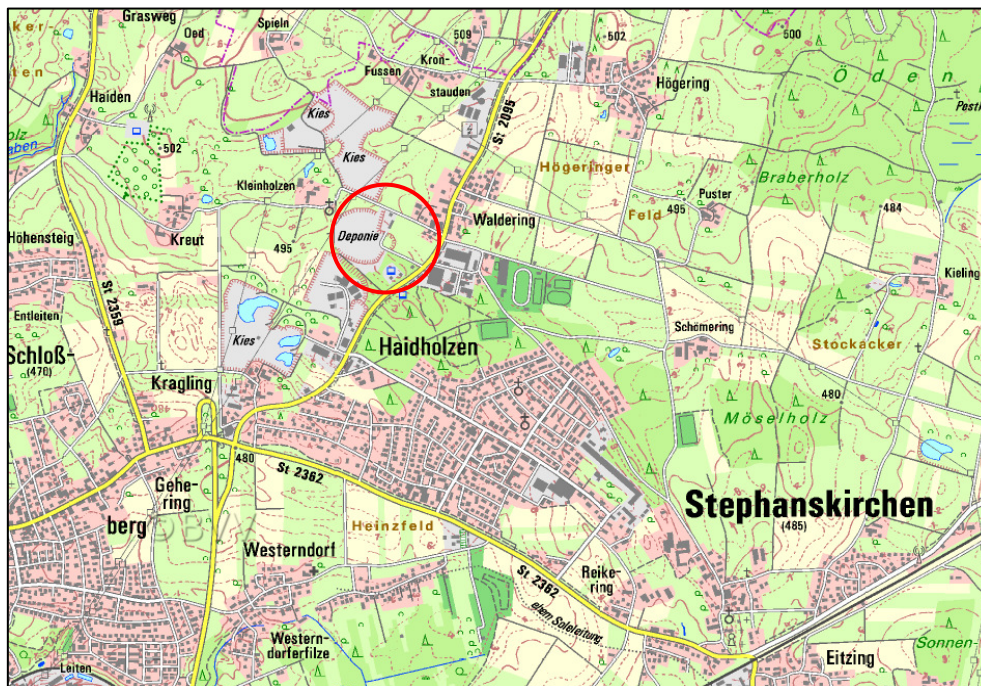 Grasweg
Oed
Spieln
509
Kron-
stauden
Fussen
502
500
Högering
Öden
Haiden
502
Kies
Kies
St 2095
Högeringer
Feld
Braberholz
Kleinholzen
Kreut
495
Deponie
Waldering
Puster
495
484
Höhensteig
Kieling
St 2359
Entleiten
Schloß-
(470)
Kies
Haidholzen
Schömering
Stockacker
Kragling
480
Möselholz
480
St 2362
Gehe-
ring
berg
Heinzfeld
Stephanskirchen
(485)
Westerndorf
St 2362
Reike-
ring
ehem Soleleitung
Western-
dorferfilze
Leiten
Eitzing
Sonnen-